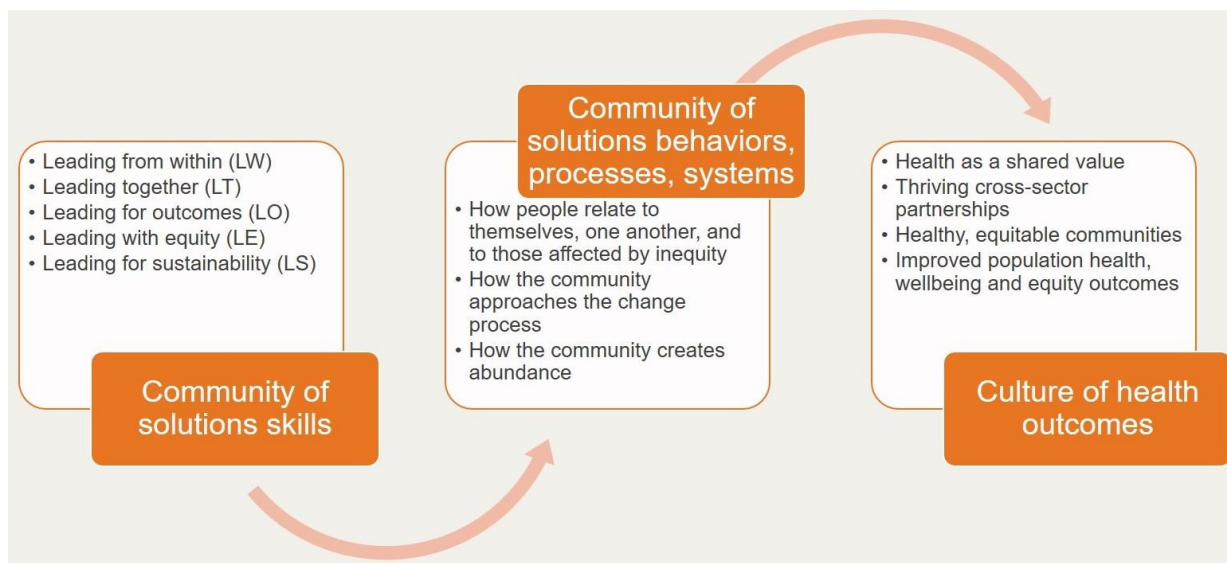 • Leading from within (LW)
• Leading together (LT)
• Leading for outcomes (LO)
• Leading with equity (LE)
• Leading for sustainability (LS)
Community of
solutions skills
Community of
solutions behaviors,
processes, systems
• How people relate to
themselves, one another, and
to those affected by inequity
• How the community
approaches the change
process
• How the community creates
abundance
• Health as a shared value
• Thriving cross-sector
partnerships
• Healthy, equitable communities
• Improved population health,
wellbeing and equity outcomes
Culture of health
outcomes